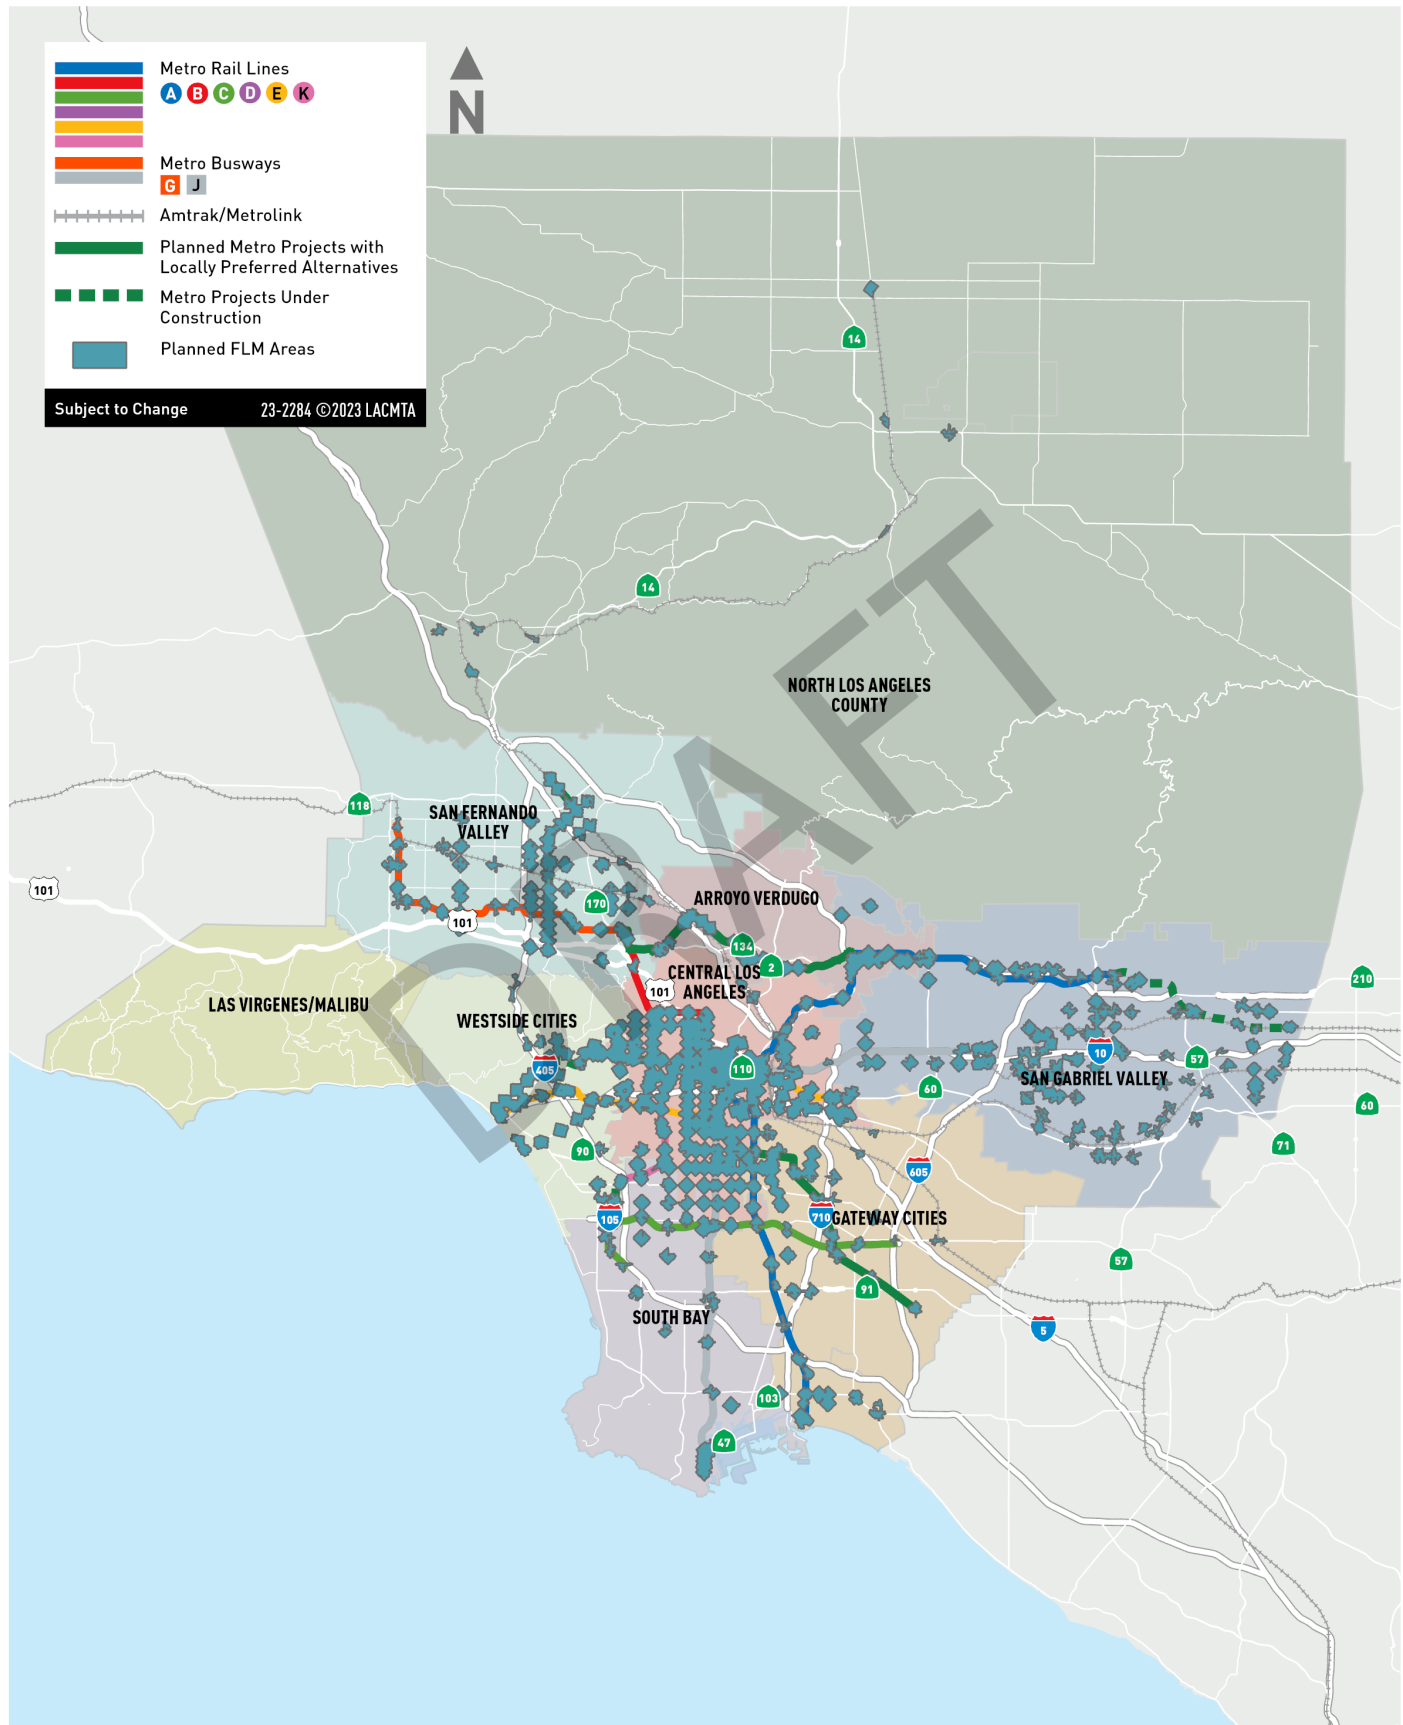 Metro Rail Lines
A B C D E K
Metro Busways
G J
Amtrak/Metrolink
Planned Metro Projects with
Locally Preferred Alternatives
Metro Projects Under
Construction
Planned FLM Areas
Subject to Change 23-2284 ©2023 LACMTA
N
14
14
NORTH LOS ANGELES
COUNTY
DRAFT
118
SAN FERNANDO
VALLEY
101
170
ARROYO VERDUGO
101
134
2
CENTRAL LOS
ANGELES
101
210
LAS VIRGENES/MALIBU
WESTSIDE CITIES
405
110
10
57
SAN GABRIEL VALLEY
60
60
90
71
605
105
710
GATEWAY CITIES
57
91
SOUTH BAY
5
103
47